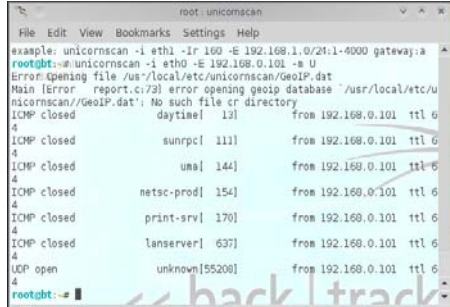 root : unicornscan
File Edit View Bookmarks Settings Help
example: unicornscan -i eth1 -Ir 160 -E 192.168.1.0/24:1-4000 gateway:a
root@bt:~# unicornscan -i eth0 -E 192.168.0.101 -m U
Error Opening file /usr/local/etc/unicornscan/GeoIP.dat
Main [Error report.c:73] error opening geoip database `/usr/local/etc/u
nicornscan//GeoIP.dat': No such file or directory
ICMP closed daytime[ 13] from 192.168.0.101 ttl 6
4
ICMP closed sunrpc[ 111] from 192.168.0.101 ttl 6
4
ICMP closed uma[ 144] from 192.168.0.101 ttl 6
4
ICMP closed netsc-prod[ 154] from 192.168.0.101 ttl 6
4
ICMP closed print-srv[ 170] from 192.168.0.101 ttl 6
4
ICMP closed lanserver[ 637] from 192.168.0.101 ttl 6
4
UDP open unknown[55208] from 192.168.0.101 ttl 6
4
root@bt:~#
<< back | track